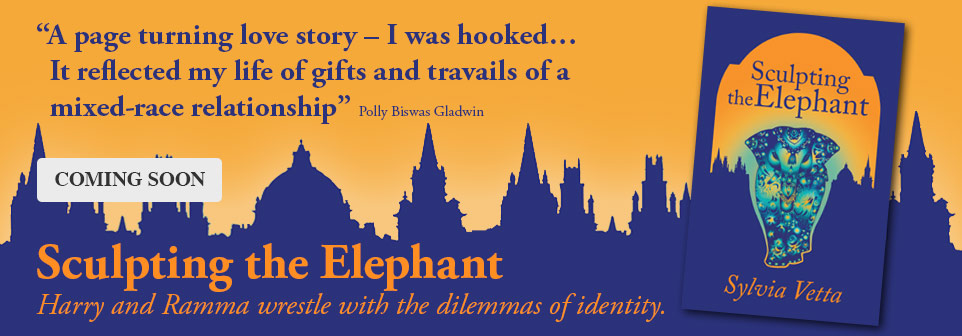 “A page turning love story – I was hooked…
It reflected my life of gifts and travails of a
mixed-race relationship” Polly Biswas Gladwin
COMING SOON
Sculpting the Elephant
Harry and Ramma wrestle with the dilemmas of identity.
Sculpting
the Elephant
Sylvia Vetta